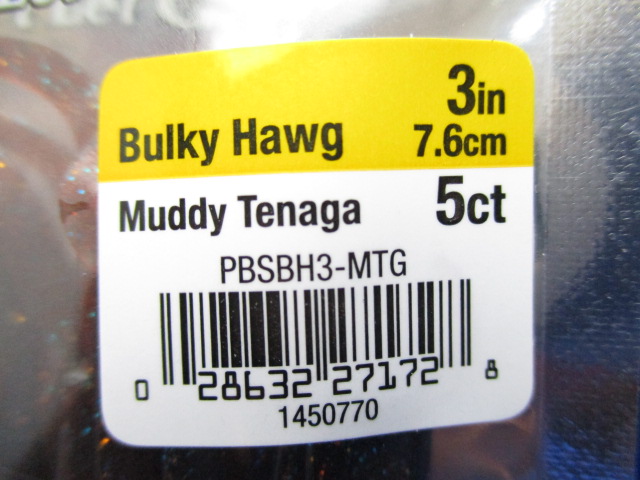 3in
Bulky Hawg 7.6cm
Muddy Tenaga 5ct
PBSBH3-MTG
0 28632 27172 8
1450770